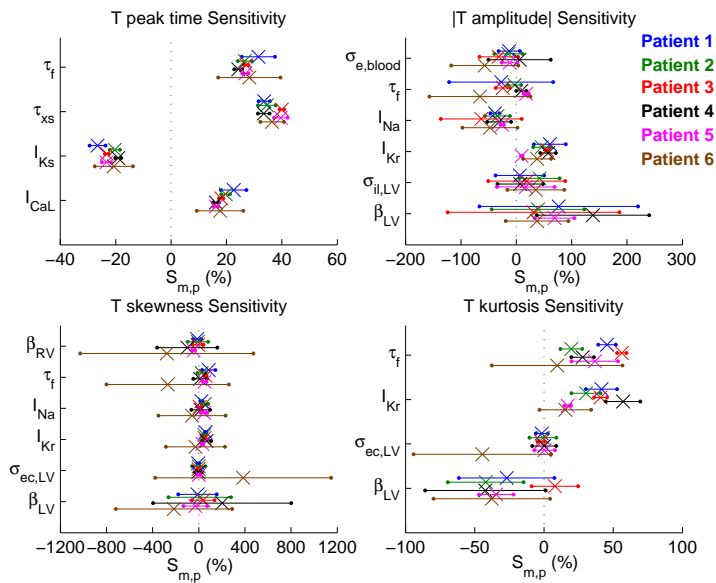 T peak time Sensitivity
τf
τxs
IKs
ICaL
−40 −20 0 20 40 60
Sm,p (%)
|T amplitude| Sensitivity
σe,blood
τf
INa
IKr
σil,LV
βLV
−200 −100 0 100 200 300
Sm,p (%)
Patient 1
Patient 2
Patient 3
Patient 4
Patient 5
Patient 6
T skewness Sensitivity
βRV
τf
INa
IKr
σec,LV
βLV
−1200 −800 −400 0 400 800 1200
Sm,p (%)
T kurtosis Sensitivity
τf
IKr
σec,LV
βLV
−100 −50 0 50 100
Sm,p (%)